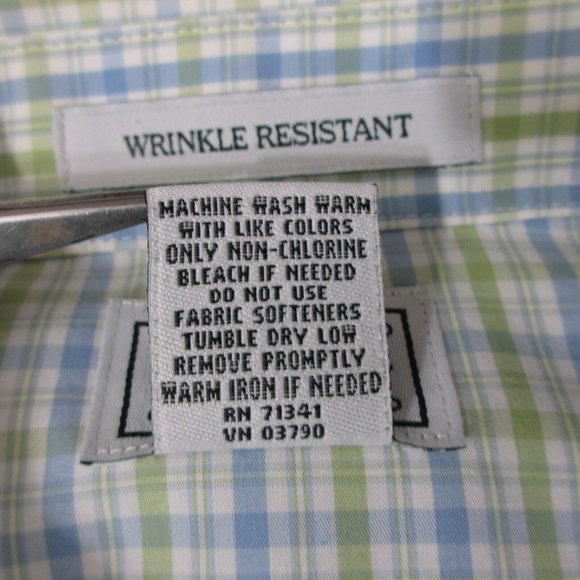 WRINKLE RESISTANT
MACHINE WASH WARM
WITH LIKE COLORS
ONLY NON-CHLORINE
BLEACH IF NEEDED
DO NOT USE
FABRIC SOFTENERS
TUMBLE DRY LOW
REMOVE PROMPTLY
WARM IRON IF NEEDED
RN 71341
VN 03790